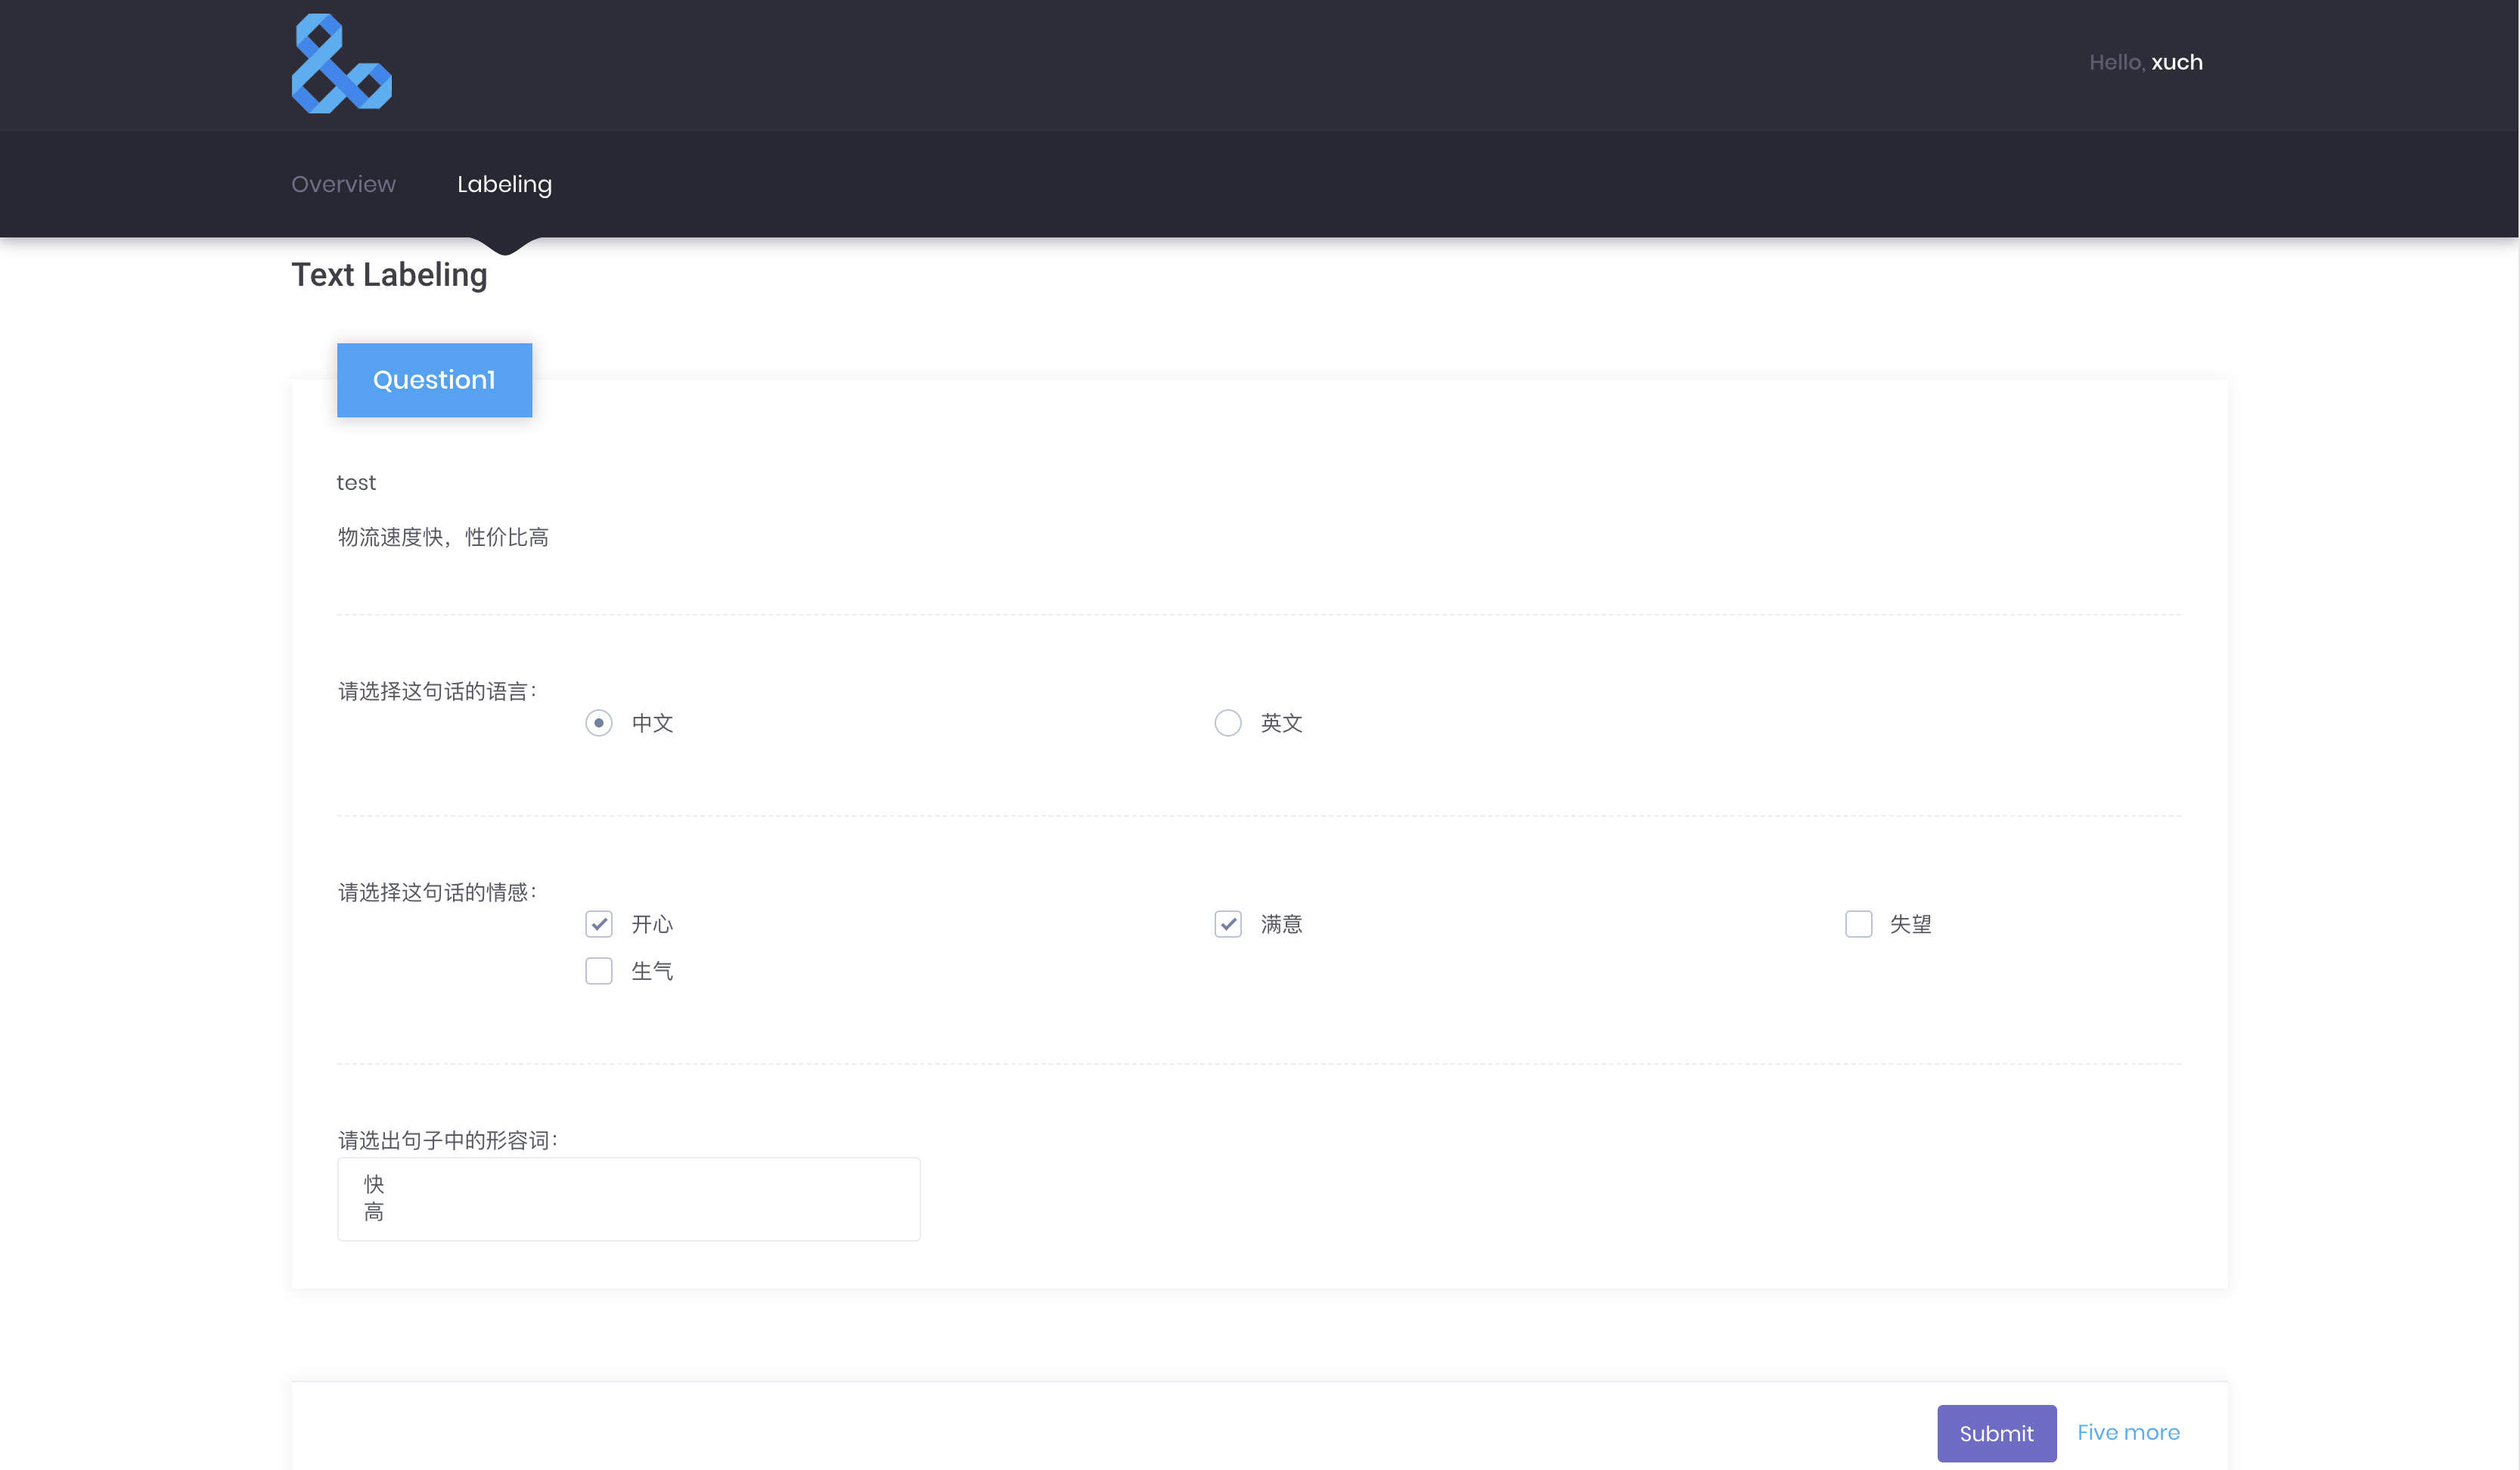 Hello, xuch
Overview
Labeling
Text Labeling
Question1
test
物流速度快，性价比高
请选择这句话的语言：
中文
英文
请选择这句话的情感：
开心
满意
失望
生气
请选出句子中的形容词：
快
高
Submit
Five more